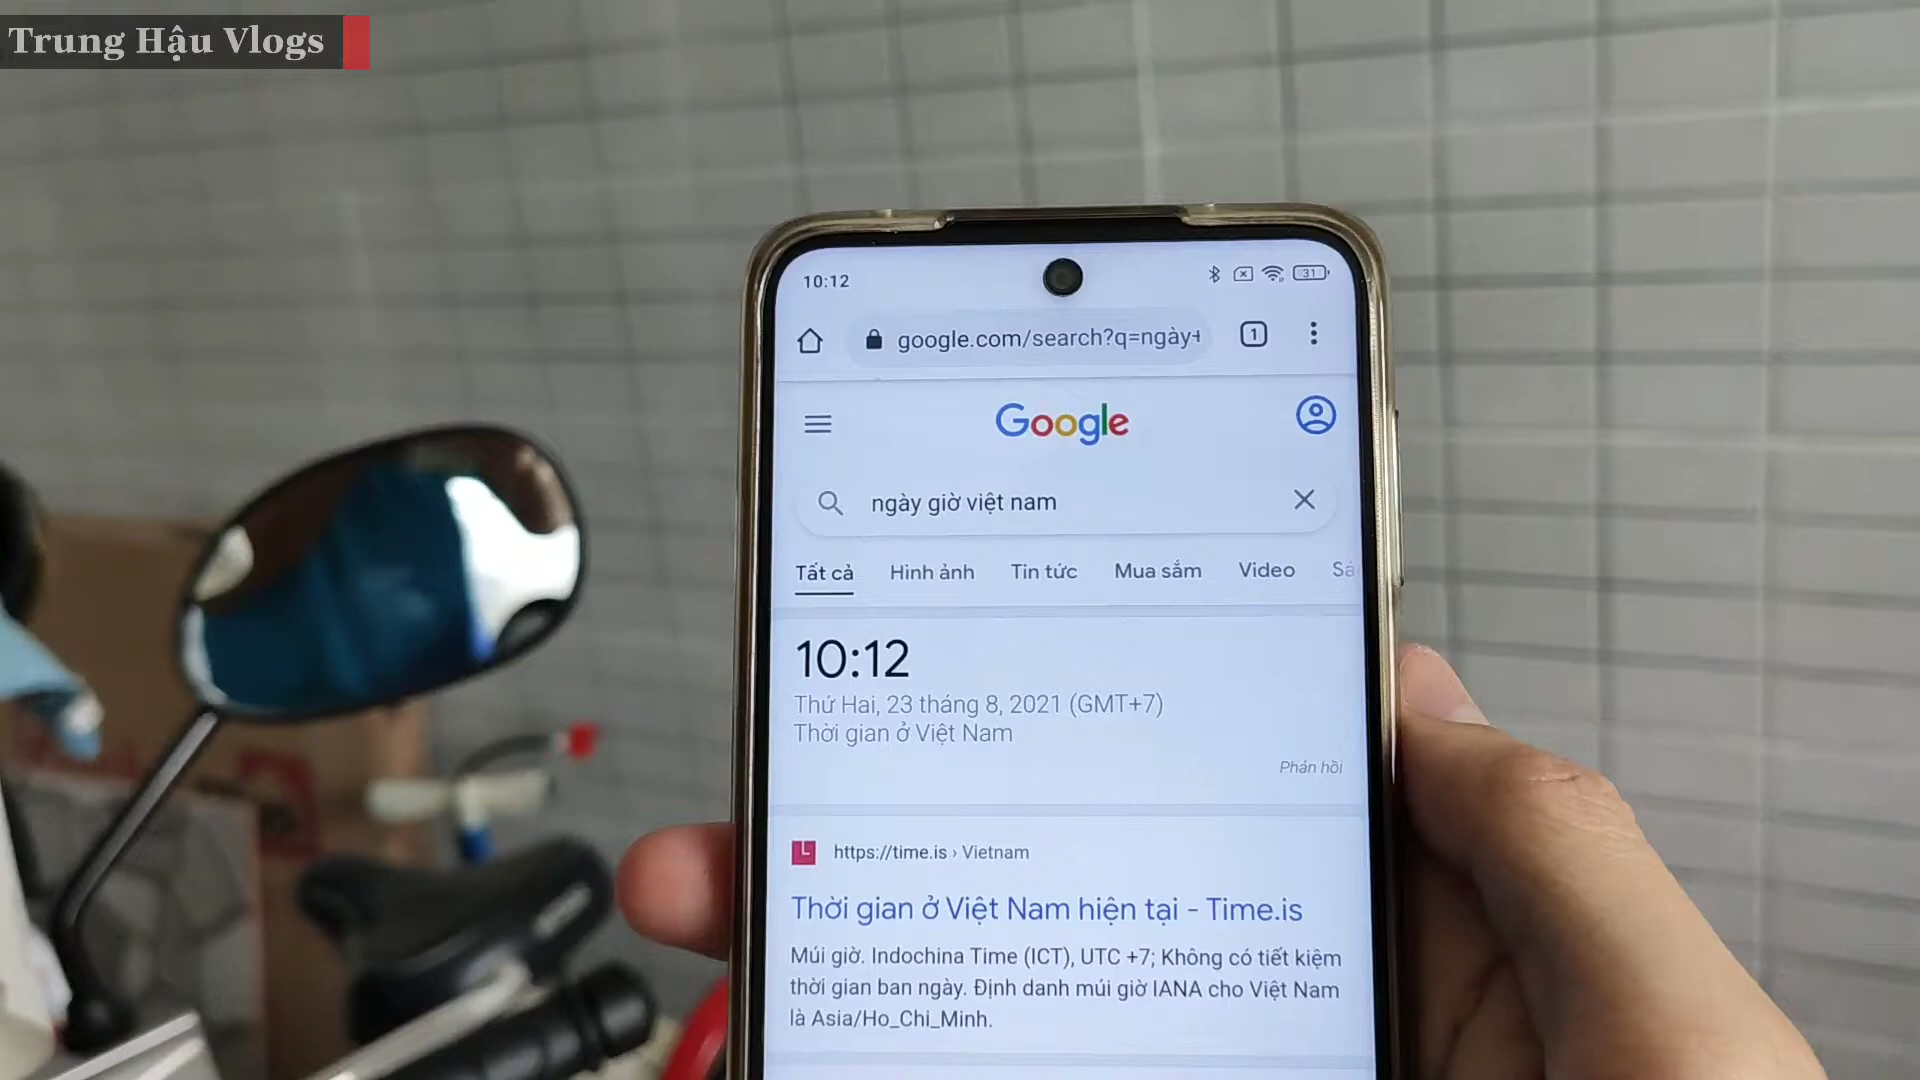 Trung Hậu Vlogs
10:12
31
google.com/search?q=ngày+
1
Google
ngày giờ việt nam
Tất cả Hình ảnh Tin tức Mua sắm Video Sá
10:12
Thứ Hai, 23 tháng 8, 2021 (GMT+7)
Thời gian ở Việt Nam
Phản hồi
https://time.is › Vietnam
Thời gian ở Việt Nam hiện tại - Time.is
Múi giờ. Indochina Time (ICT), UTC +7; Không có tiết kiệm
thời gian ban ngày. Định danh múi giờ IANA cho Việt Nam
là Asia/Ho_Chi_Minh.